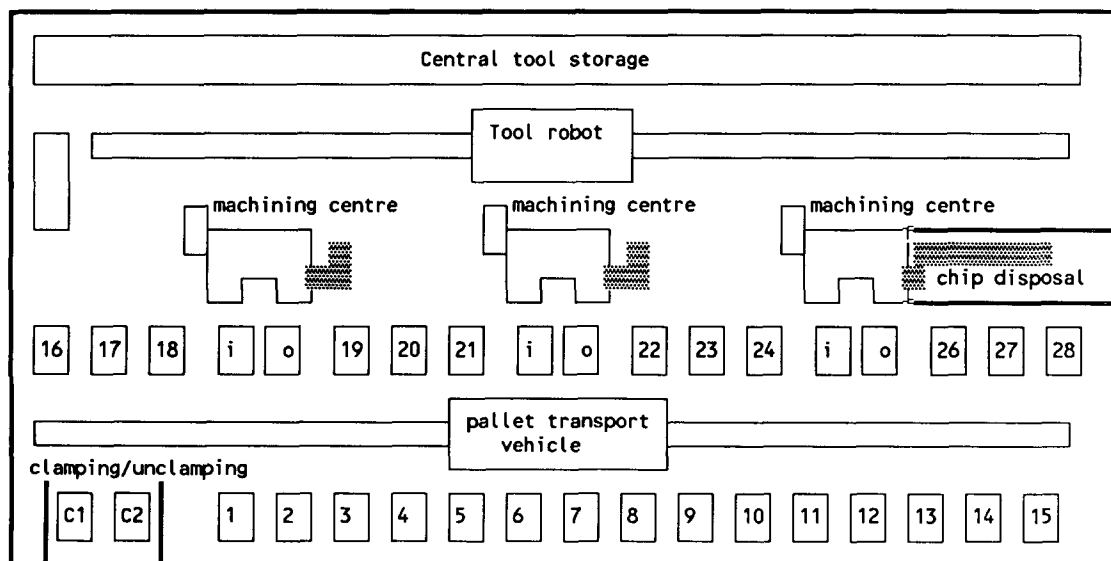 Central tool storage
Tool robot
machining centre machining centre machining centre
chip disposal
16 17 18 i o 19 20 21 i o 22 23 24 i o 26 27 28
pallet transport
vehicle
clamping/unclamping
C1 C2 1 2 3 4 5 6 7 8 9 10 11 12 13 14 15